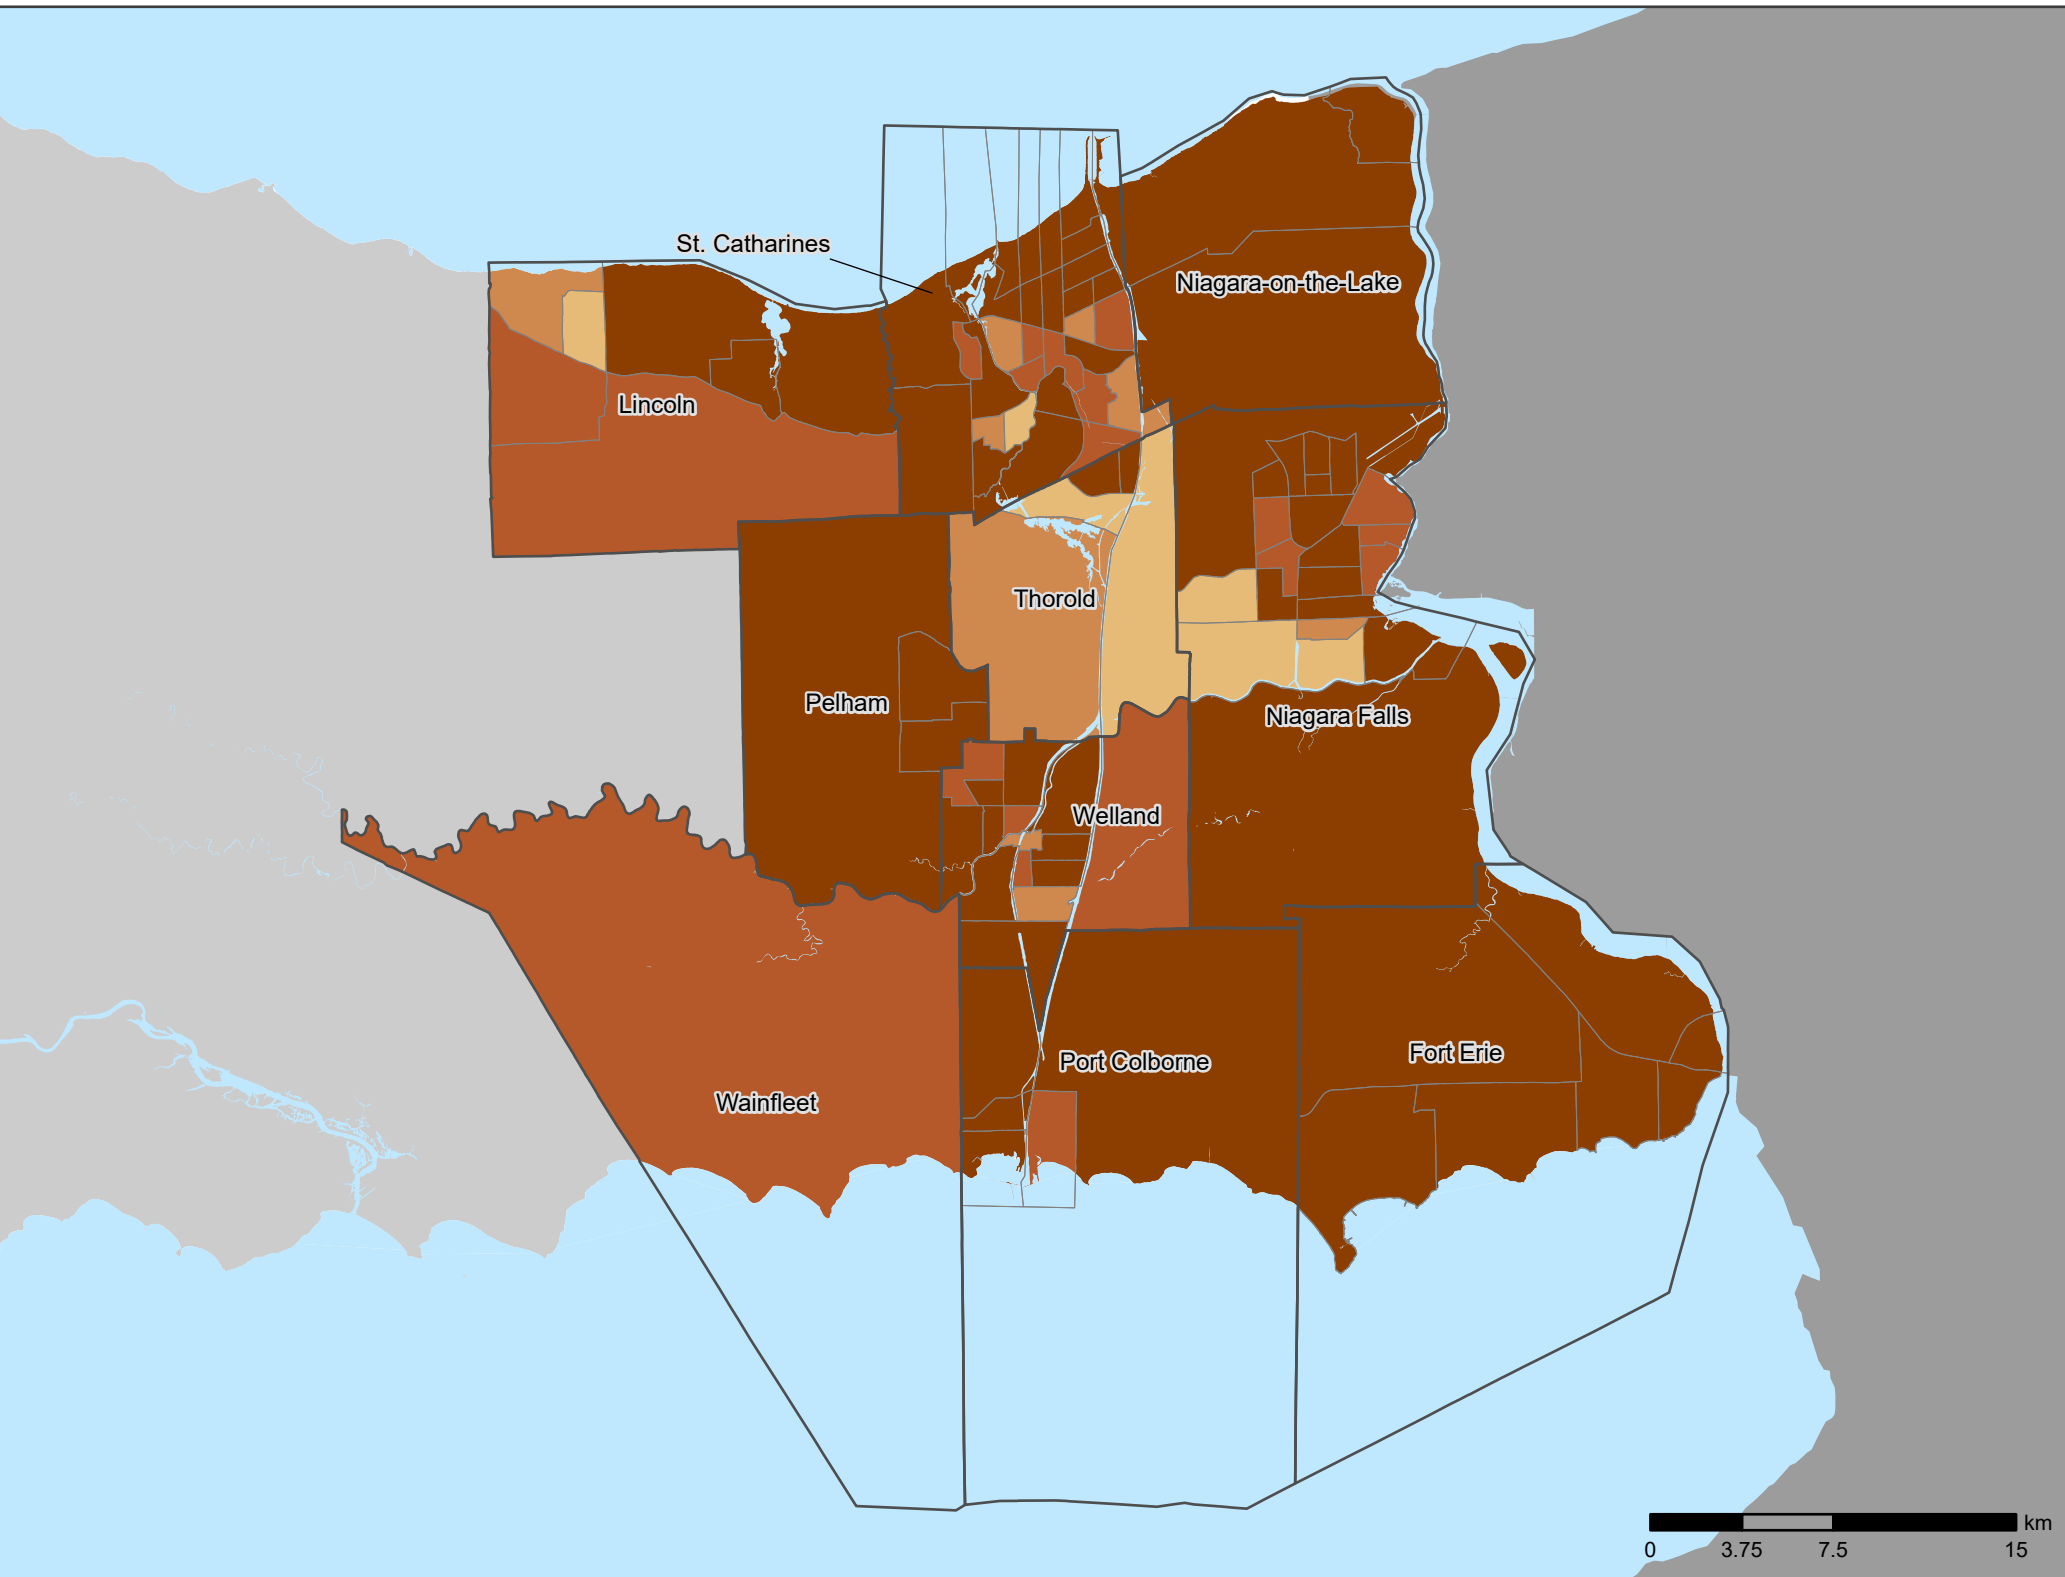 St. Catharines
Niagara-on-the-Lake
Lincoln
Thorold
Pelham
Niagara Falls
Welland
Port Colborne
Fort Erie
Wainfleet
km
0 3.75 7.5 15